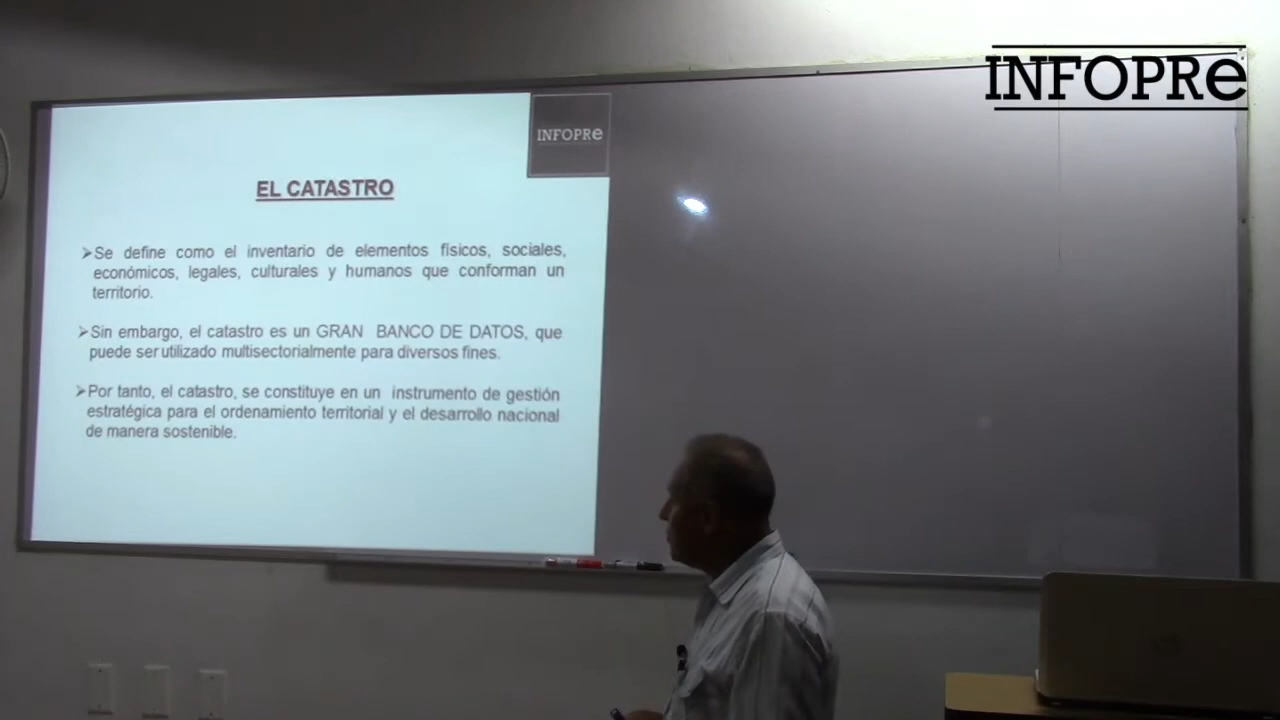 INFOPRe
INFOPRe
EL CATASTRO
➢Se define como el inventario de elementos físicos, sociales,
económicos, legales, culturales y humanos que conforman un
territorio.
➢Sin embargo, el catastro es un GRAN BANCO DE DATOS, que
puede ser utilizado multisectorialmente para diversos fines.
➢Por tanto, el catastro, se constituye en un instrumento de gestión
estratégica para el ordenamiento territorial y el desarrollo nacional
de manera sostenible.